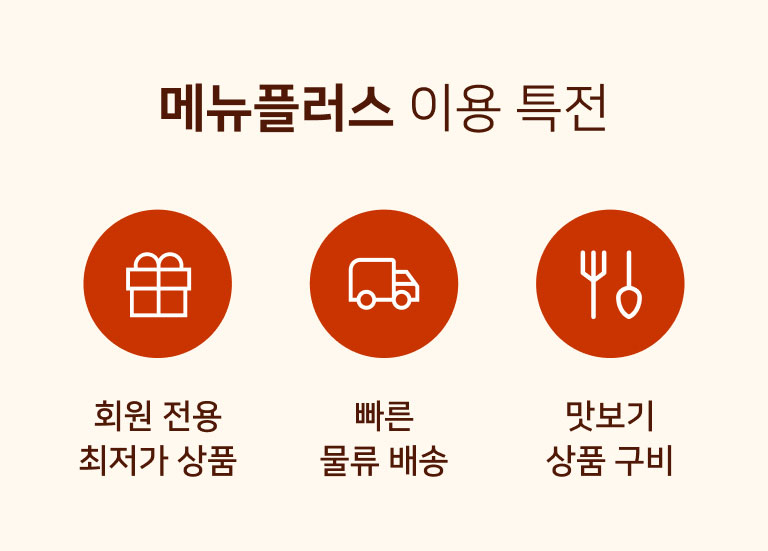 메뉴플러스 이용 특전
회원 전용
최저가 상품
빠른
물류 배송
맛보기
상품 구비